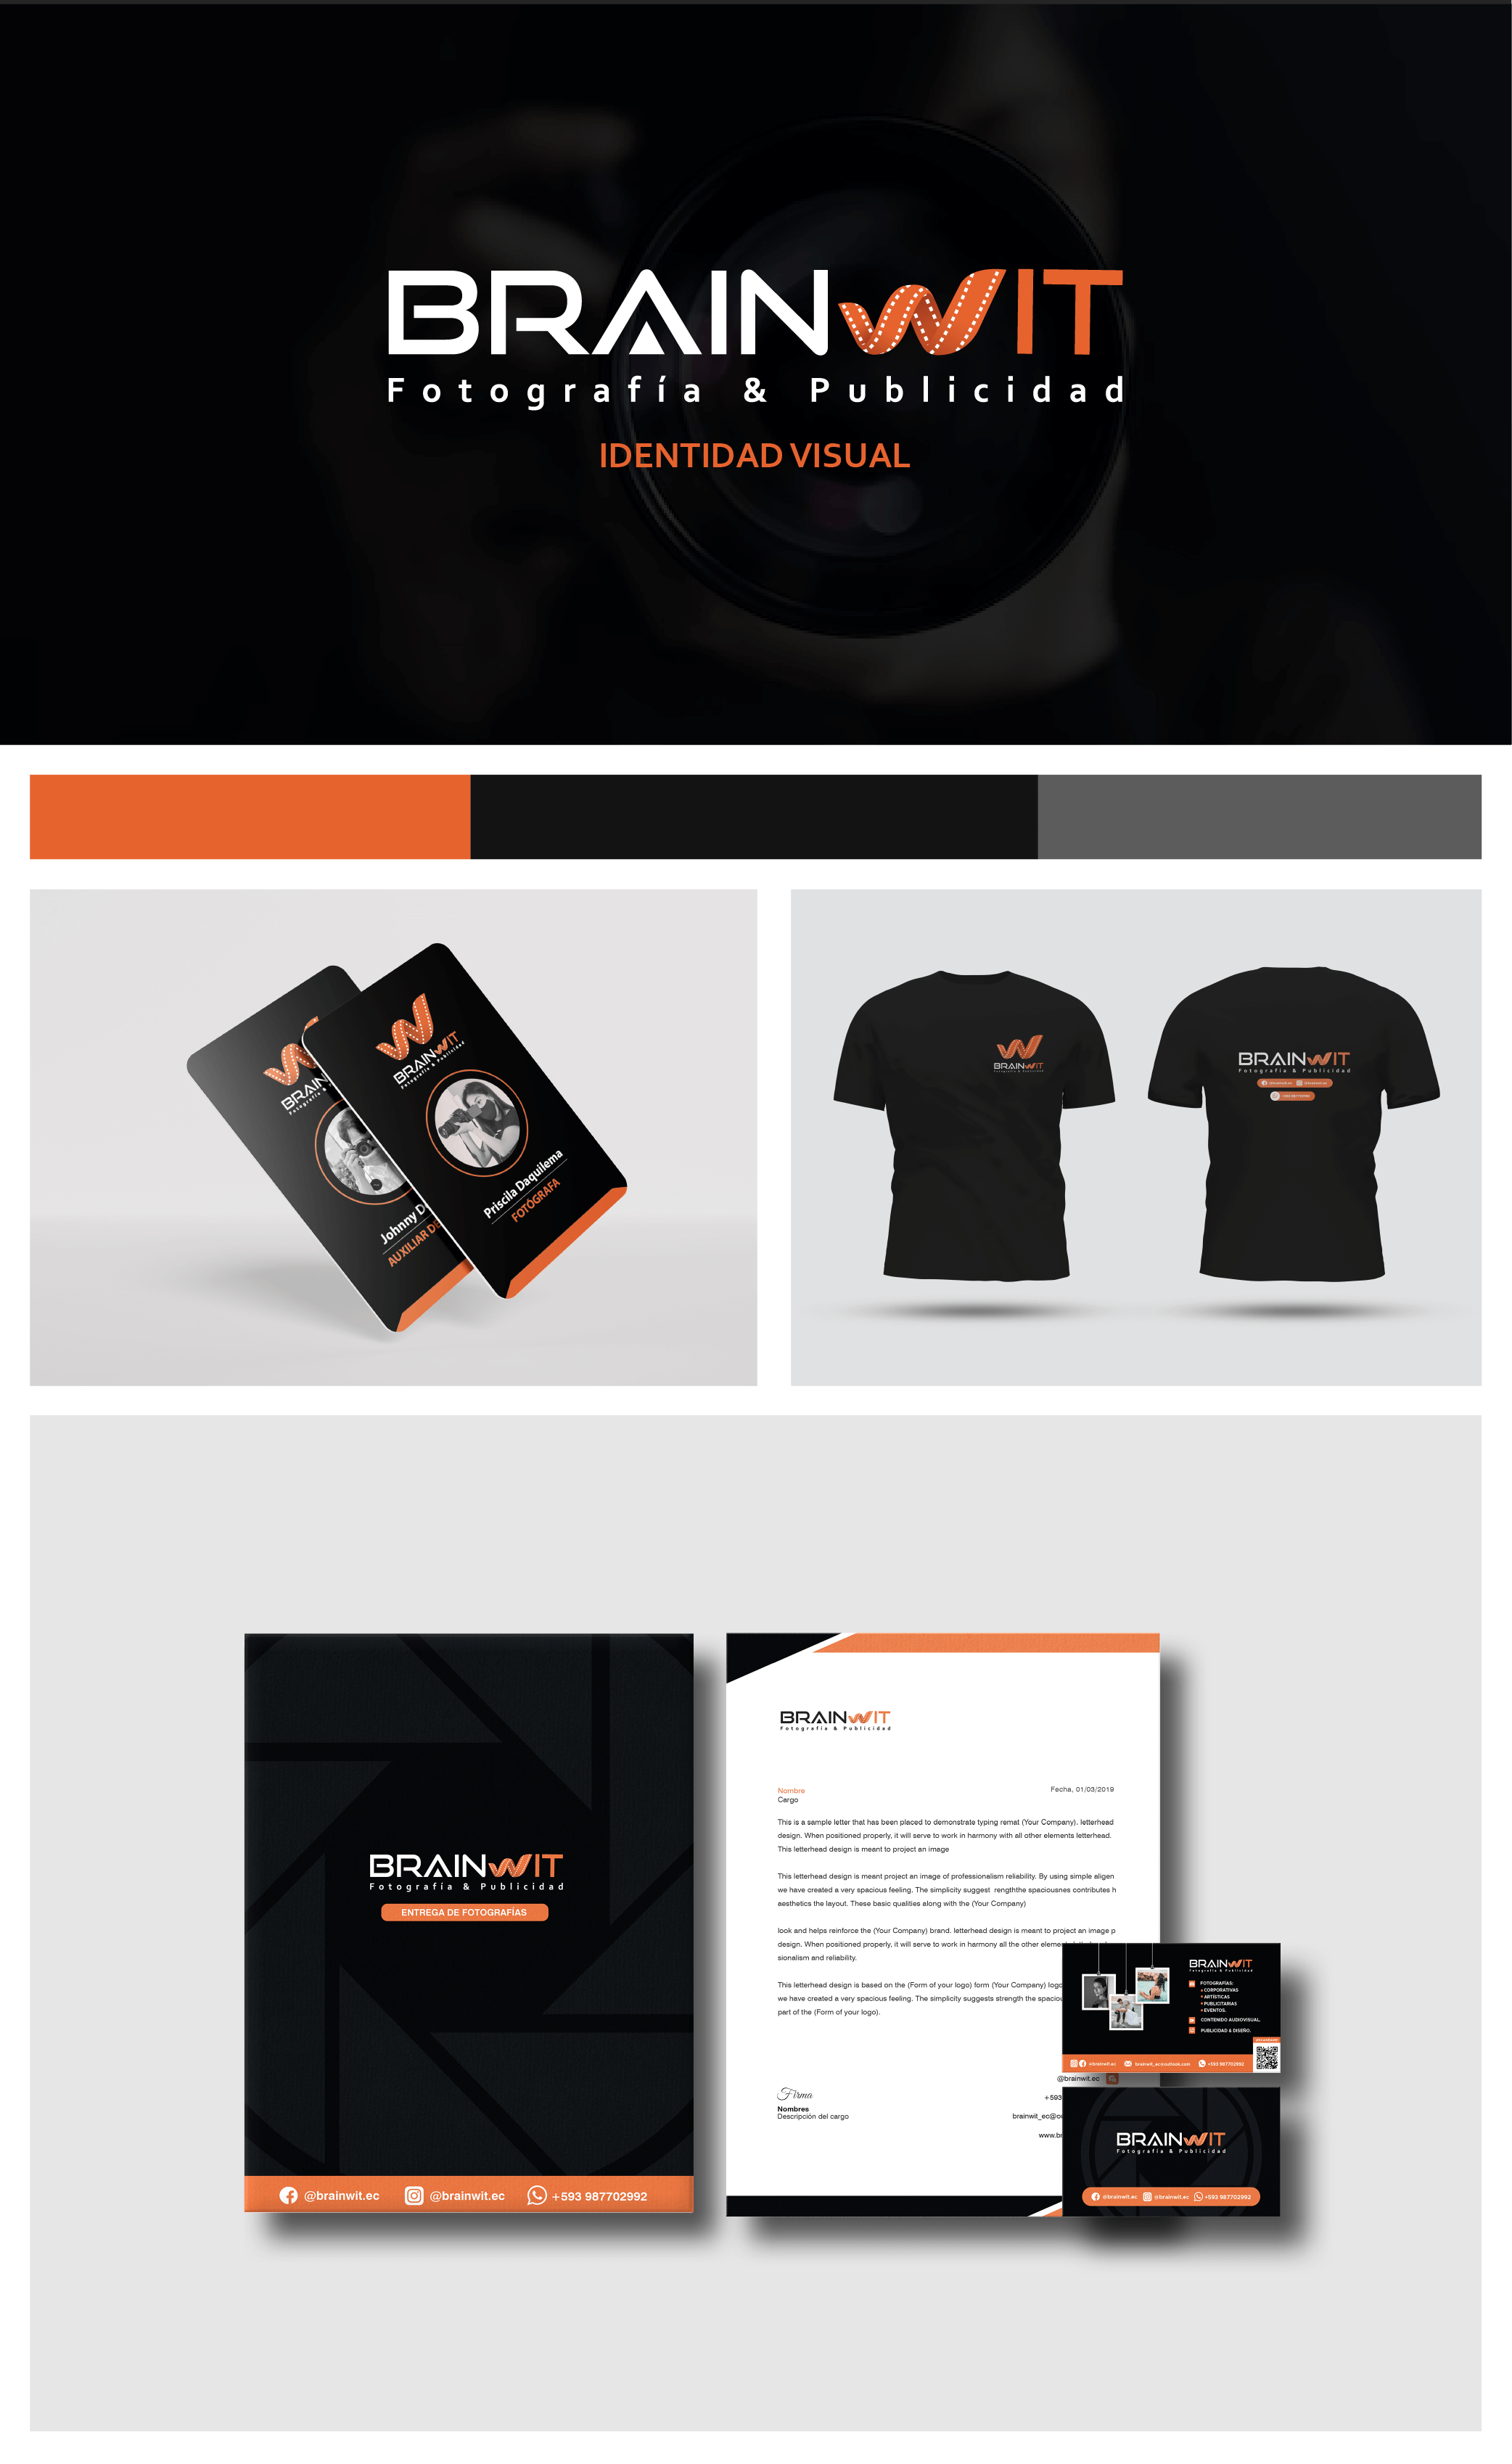 BRAINWIT
Fotografía & Publicidad
IDENTIDAD VISUAL
BRAIN
Johnny D
AUXILIAR DE
BRAINWIT
Fotografía & Publicidad
Priscila Daquilema
FOTÓGRAFA
BRAINWIT
Fotografía & Publicidad
BRAINWIT
Fotografía & Publicidad
@brainwit.ec @brainwit.ec
BRAINWIT
Fotografía & Publicidad
ENTREGA DE FOTOGRAFÍAS
@brainwit.ec @brainwit.ec +593 987702992
BRAINWIT
Fotografía & Publicidad
Nombre
Cargo
Fecha, 01/03/2019
This is a sample letter that has been placed to demonstrate typing remat (Your Company). letterhead
design. When positioned properly, it will serve to work in harmony with all other elements letterhead.
This letterhead design is meant to project an image
This letterhead design is meant project an image of professionalism reliability. By using simple aligen
we have created a very spacious feeling. The simplicity suggest rengththe spaciousnes contributes h
aesthetics the layout. These basic qualities along with the (Your Company)
look and helps reinforce the (Your Company) brand. letterhead design is meant to project an image p
design. When positioned properly, it will serve to work in harmony all the other elemen
sionalism and reliability.
This letterhead design is based on the (Form of your logo) form (Your Company) logo
we have created a very spacious feeling. The simplicity suggests strength the spaciou
part of the (Form of your logo).
@brainwit.ec
+593
brainwit_ec@o
www.br
Firma
Nombres
Descripción del cargo
BRAINWIT
Fotografía & Publicidad
FOTOGRAFÍAS:
CORPORATIVAS
ARTÍSTICAS
PUBLICITARIAS
EVENTOS.
CONTENIDO AUDIOVISUAL.
PUBLICIDAD & DISEÑO.
@brainwit.ec brainwit_ec@outlook.com +593 987702992
BRAINWIT
Fotografía & Publicidad
@brainwit.ec @brainwit.ec +593 987702992